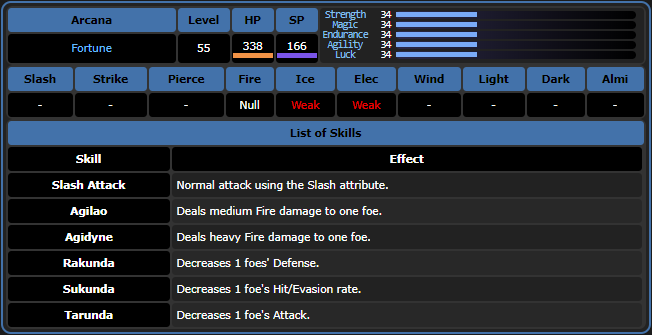 Arcana Level HP SP
Fortune 55 338 166
Strength 34
Magic 34
Endurance 34
Agility 34
Luck 34
Slash Strike Pierce Fire Ice Elec Wind Light Dark Almi
- - - Null Weak Weak - - - -
List of Skills
Skill Effect
Slash Attack Normal attack using the Slash attribute.
Agilao Deals medium Fire damage to one foe.
Agidyne Deals heavy Fire damage to one foe.
Rakunda Decreases 1 foes' Defense.
Sukunda Decreases 1 foe's Hit/Evasion rate.
Tarunda Decreases 1 foe's Attack.